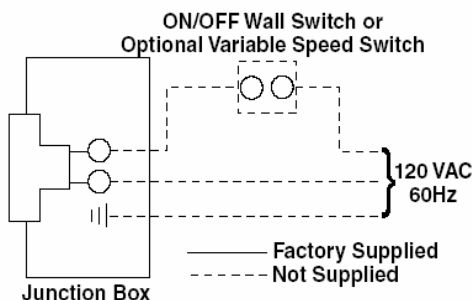 ON/OFF Wall Switch or
Optional Variable Speed Switch
120 VAC
60Hz
Factory Supplied
Not Supplied
Junction Box